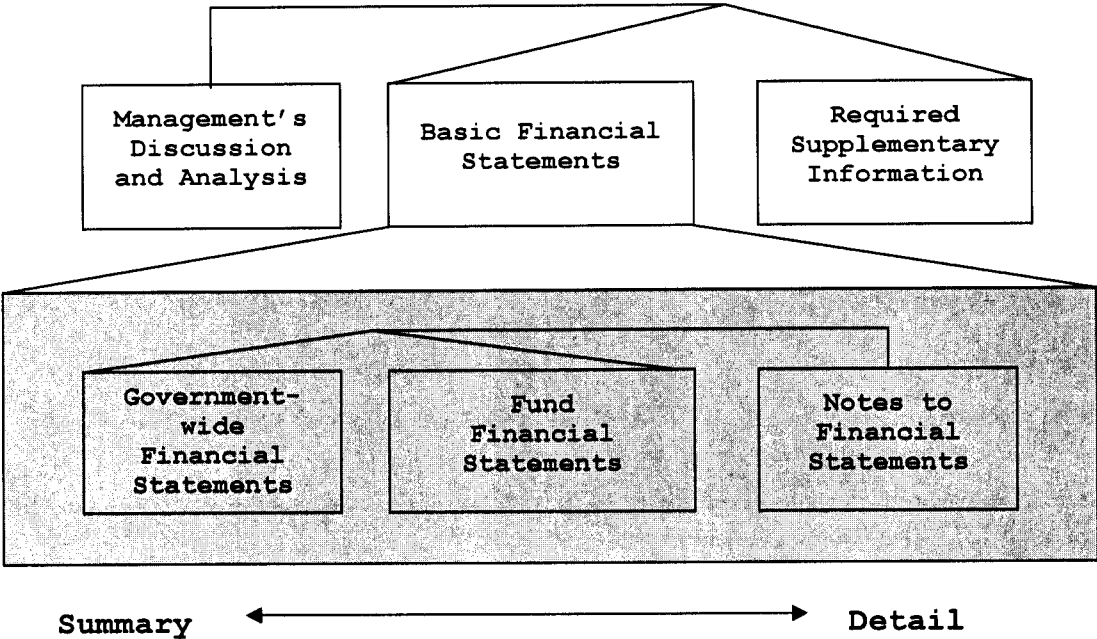 Management's
Discussion
and Analysis
Basic Financial
Statements
Required
Supplementary
Information
Government-
wide
Financial
Statements
Fund
Financial
Statements
Notes to
Financial
Statements
Summary
Detail